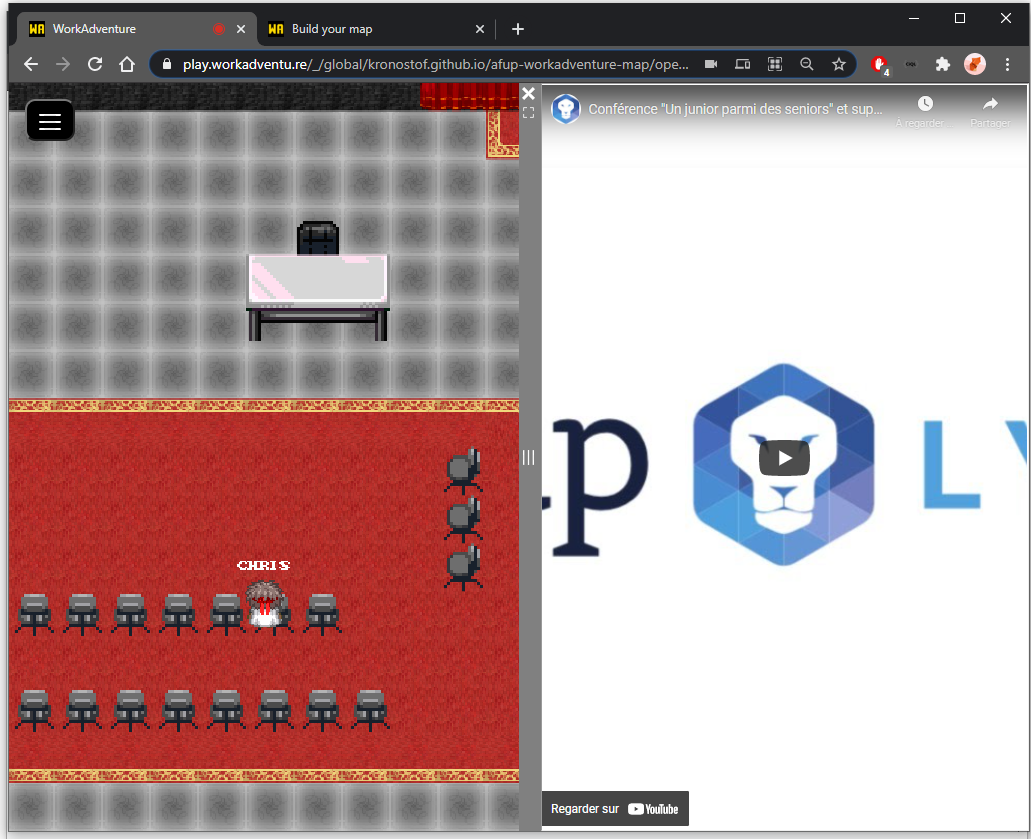 WA WorkAdventure
WA Build your map
play.workadventu.re/_/global/kronostof.github.io/afup-workadventure-map/ope...
4
Conférence "Un junior parmi des seniors" et sup...
À regarder
Partager
CHRIS
up LY
Regarder sur YouTube